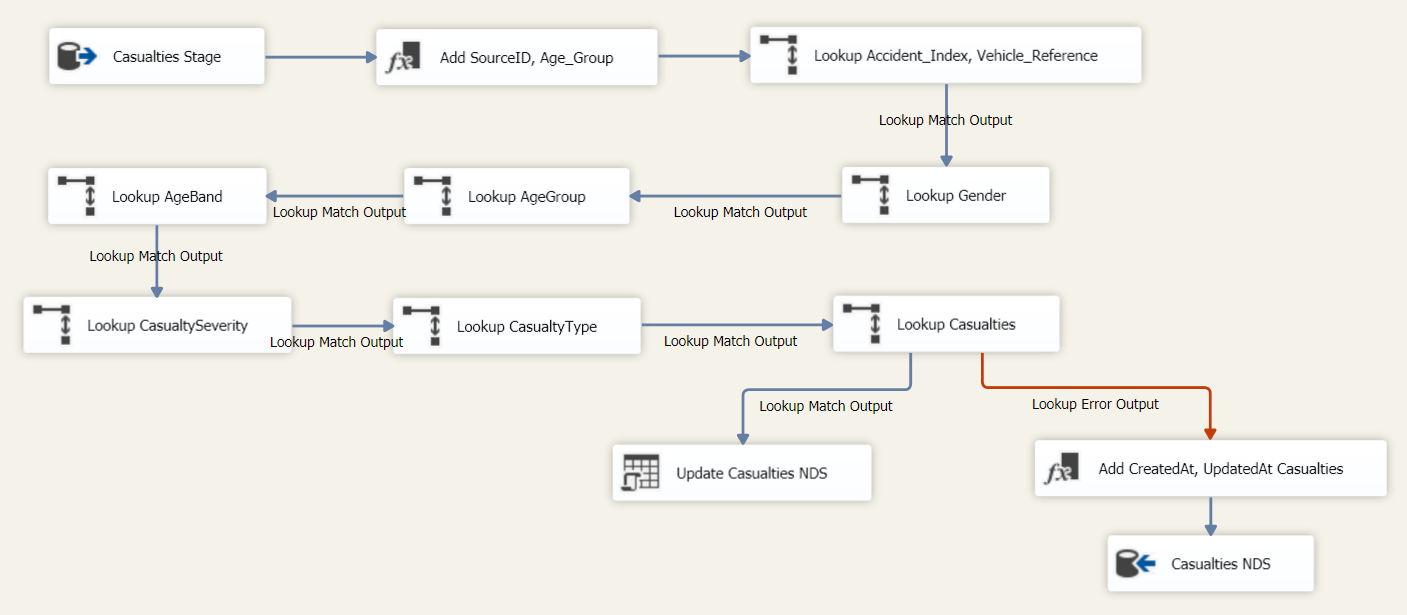 Casualties Stage
Add SourceID, Age_Group
Lookup Accident_Index, Vehicle_Reference
Lookup Match Output
Lookup Gender
Lookup Match Output
Lookup AgeGroup
Lookup Match Output
Lookup AgeBand
Lookup Match Output
Lookup CasualtySeverity
Lookup Match Output
Lookup CasualtyType
Lookup Match Output
Lookup Casualties
Lookup Match Output
Lookup Error Output
Update Casualties NDS
fx Add CreatedAt, UpdatedAt Casualties
Casualties NDS